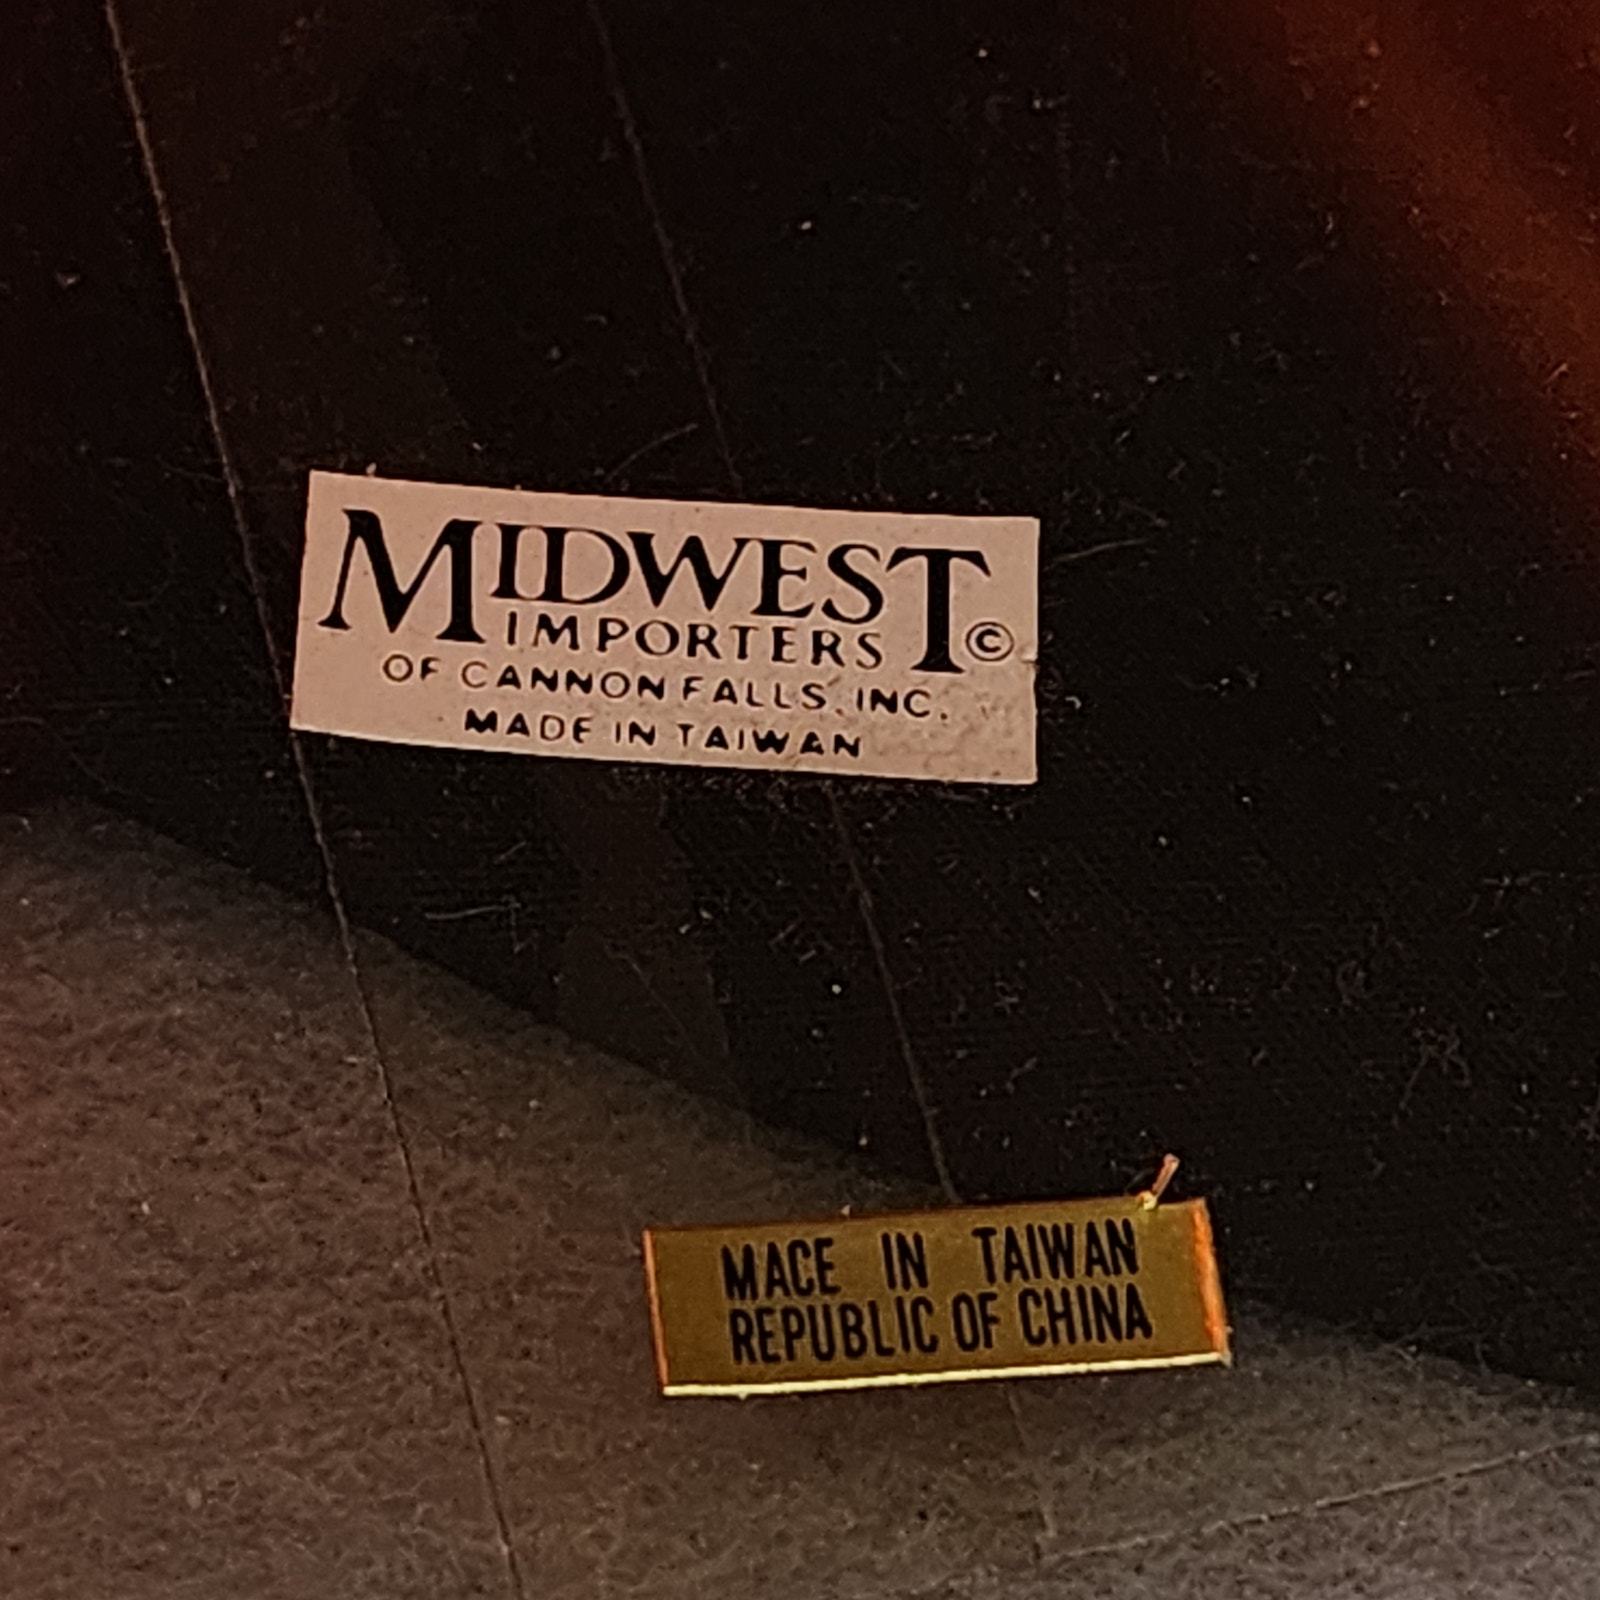 MIDWEST ©
IMPORTERS
OF CANNON FALLS, INC.
MADE IN TAIWAN
MACE IN TAIWAN
REPUBLIC OF CHINA